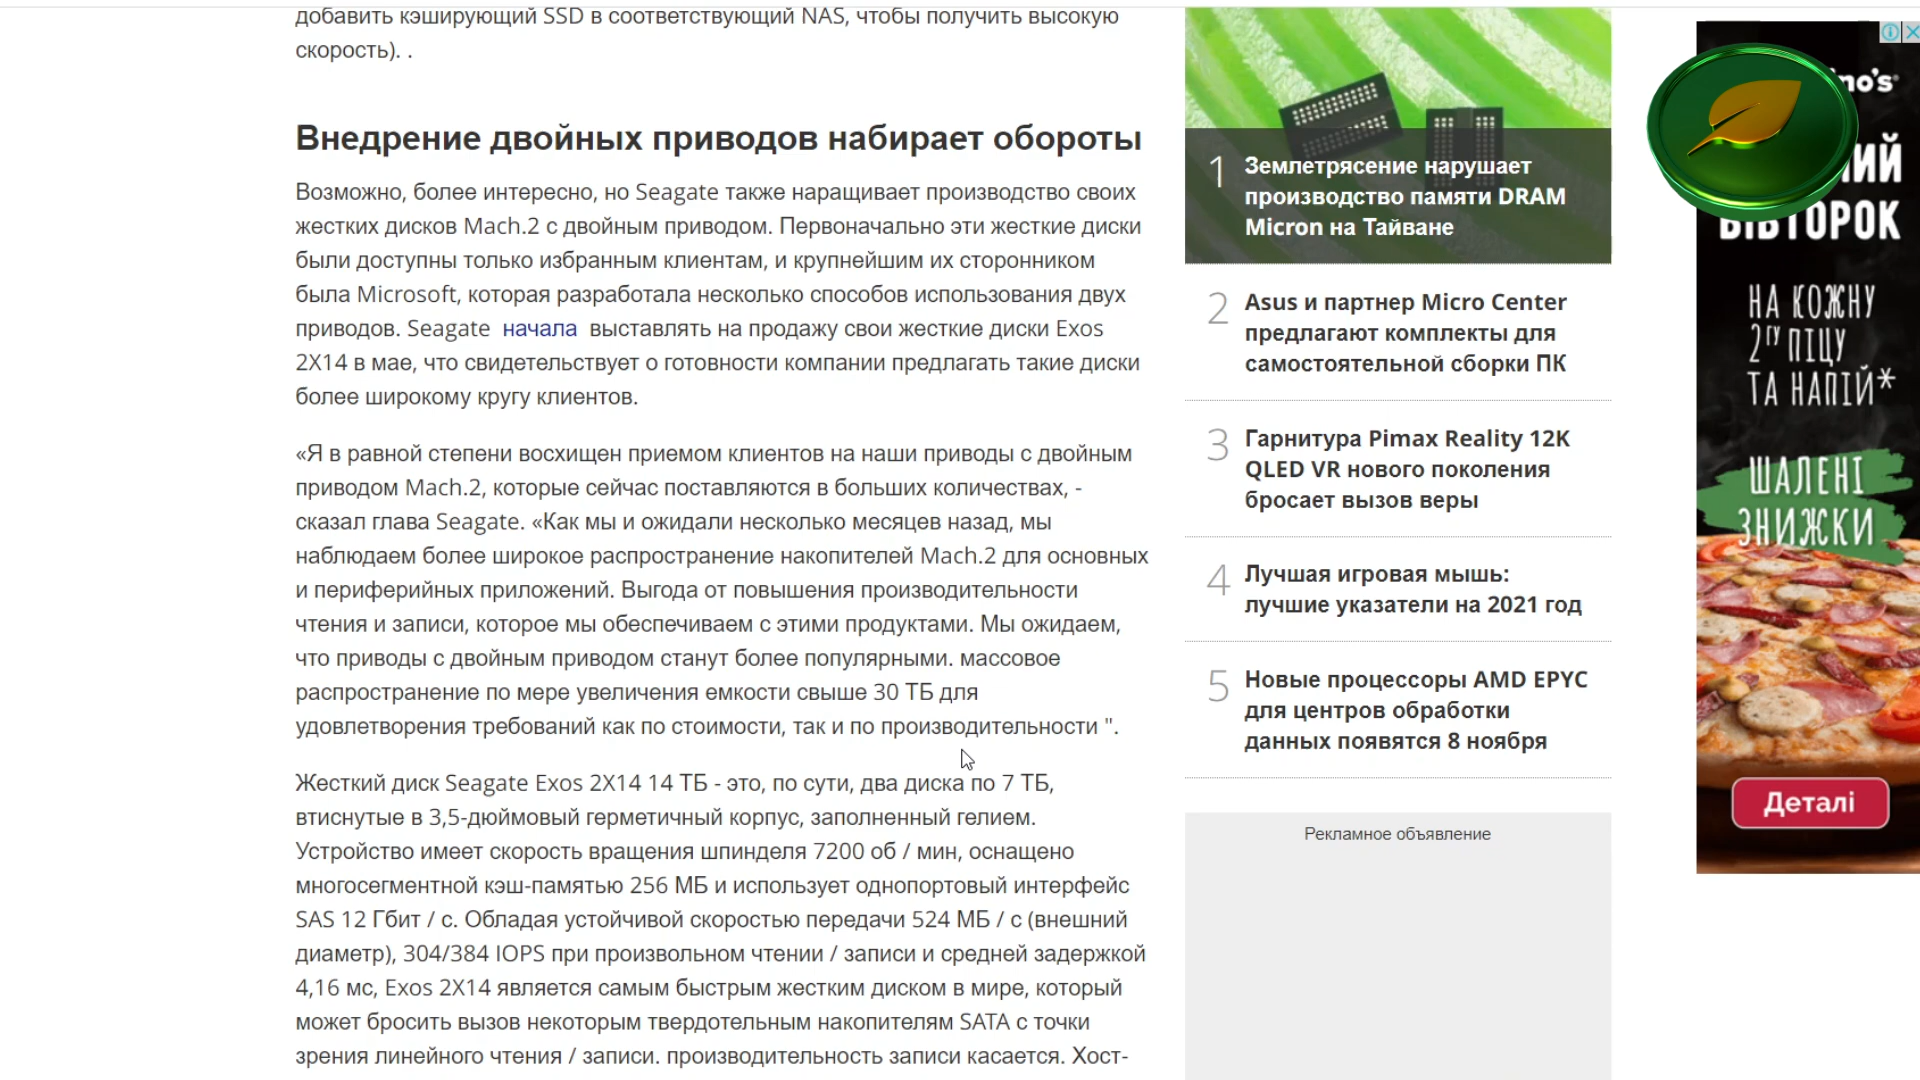 добавить кэширующий SSD в соответствующий NAS, чтобы получить высокую
скорость). .
Внедрение двойных приводов набирает обороты
Возможно, более интересно, но Seagate также наращивает производство своих
жестких дисков Mach.2 с двойным приводом. Первоначально эти жесткие диски
были доступны только избранным клиентам, и крупнейшим их сторонником
была Microsoft, которая разработала несколько способов использования двух
приводов. Seagate начала выставлять на продажу свои жесткие диски Exos
2X14 в мае, что свидетельствует о готовности компании предлагать такие диски
более широкому кругу клиентов.
«Я в равной степени восхищен приемом клиентов на наши приводы с двойным
приводом Mach.2, которые сейчас поставляются в больших количествах, -
сказал глава Seagate. «Как мы и ожидали несколько месяцев назад, мы
наблюдаем более широкое распространение накопителей Mach.2 для основных
и периферийных приложений. Выгода от повышения производительности
чтения и записи, которое мы обеспечиваем с этими продуктами. Мы ожидаем,
что приводы с двойным приводом станут более популярными. массовое
распространение по мере увеличения емкости свыше 30 ТБ для
удовлетворения требований как по стоимости, так и по производительности ".
Жесткий диск Seagate Exos 2X14 14 ТБ - это, по сути, два диска по 7 ТБ,
втиснутые в 3,5-дюймовый герметичный корпус, заполненный гелием.
Устройство имеет скорость вращения шпинделя 7200 об / мин, оснащено
многосегментной кэш-памятью 256 МБ и использует однопортовый интерфейс
SAS 12 Гбит / с. Обладая устойчивой скоростью передачи 524 МБ / с (внешний
диаметр), 304/384 IOPS при произвольном чтении / записи и средней задержкой
4,16 мс, Exos 2X14 является самым быстрым жестким диском в мире, который
может бросить вызов некоторым твердотельным накопителям SATA с точки
зрения линейного чтения / записи. производительность записи касается. Хост-
1 Землетрясение нарушает
производство памяти DRAM
Micron на Тайване
2 Asus и партнер Micro Center
предлагают комплекты для
самостоятельной сборки ПК
3 Гарнитура Pimax Reality 12K
QLED VR нового поколения
бросает вызов веры
4 Лучшая игровая мышь:
лучшие указатели на 2021 год
5 Новые процессоры AMD EPYC
для центров обработки
данных появятся 8 ноября
Рекламное объявление
ВІВТОРОК
НА КОЖНУ
2ГУ ПІЦУ
ТА НАПІЙ*
ШАЛЕНІ
ЗНИЖКИ
Деталі